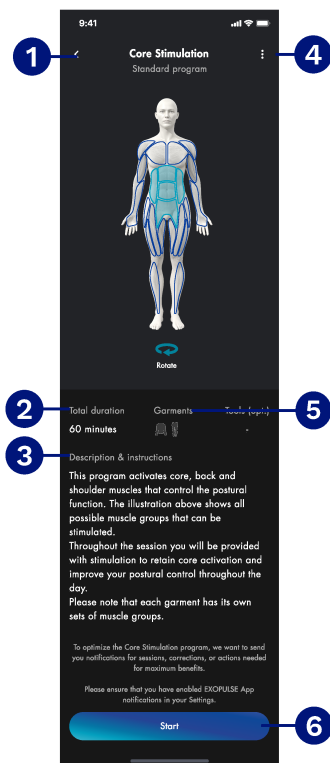 9:41
1
Core Stimulation
4
Standard program
Rotate
2
Total duration
Garments
Tools (opt.)
5
60 minutes
-
3
Description & instructions
This program activates core, back and
shoulder muscles that control the postural
function. The illustration above shows all
possible muscle groups that can be
stimulated.
Throughout the session you will be provided
with stimulation to retain core activation and
improve your postural control throughout the
day.
Please note that each garment has its own
sets of muscle groups.
To optimize the Core Stimulation program, we want to send
you notifications for sessions, corrections, or actions needed
for maximum benefits.
Please ensure that you have enabled EXOPULSE App
notifications in your Settings.
Start
6